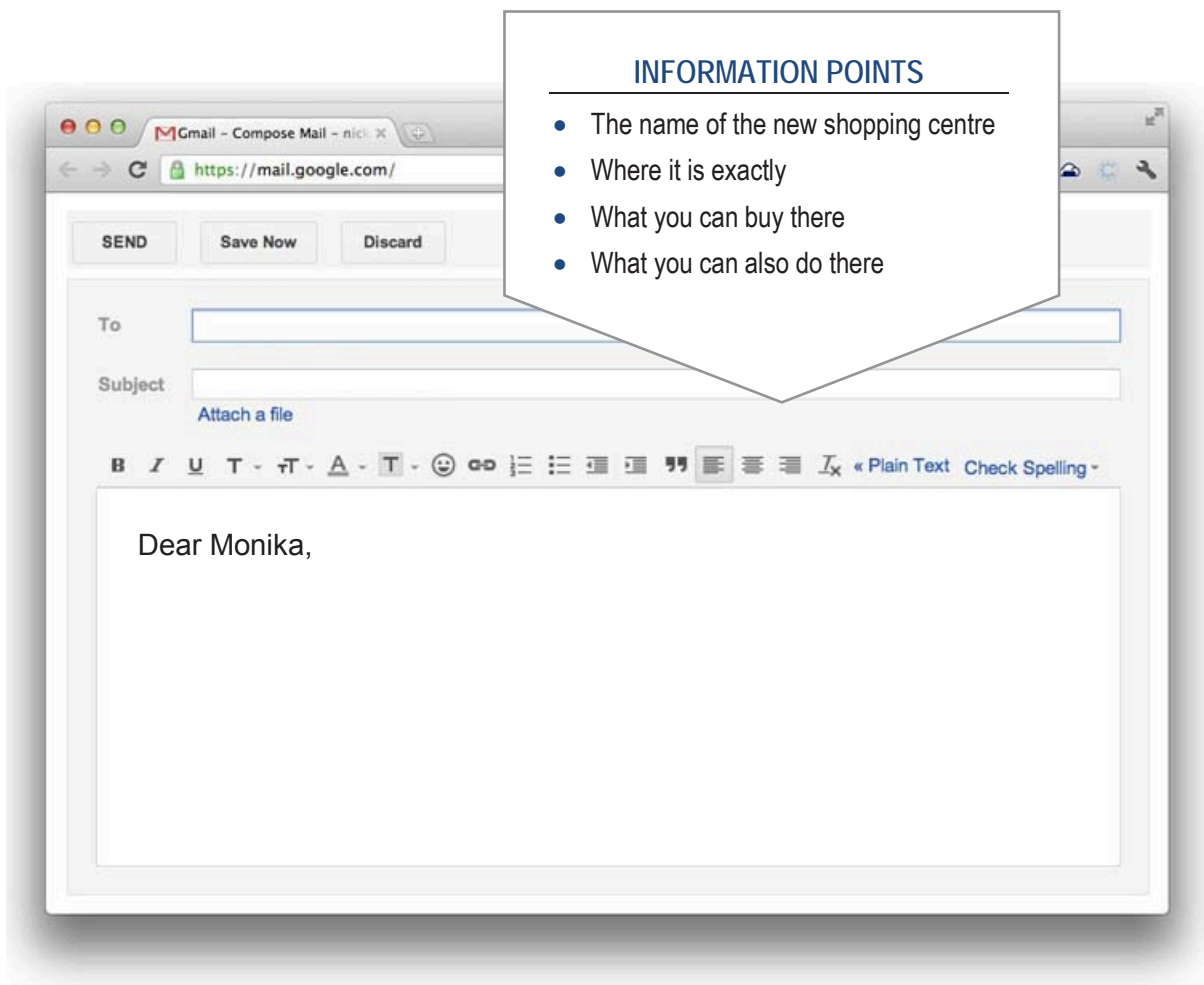 INFORMATION POINTS
• The name of the new shopping centre
• Where it is exactly
• What you can buy there
• What you can also do there
Gmail – Compose Mail – nick
https://mail.google.com/
SEND Save Now Discard
To
Subject
Attach a file
B I U T - тT - A - T - « Plain Text Check Spelling -
Dear Monika,